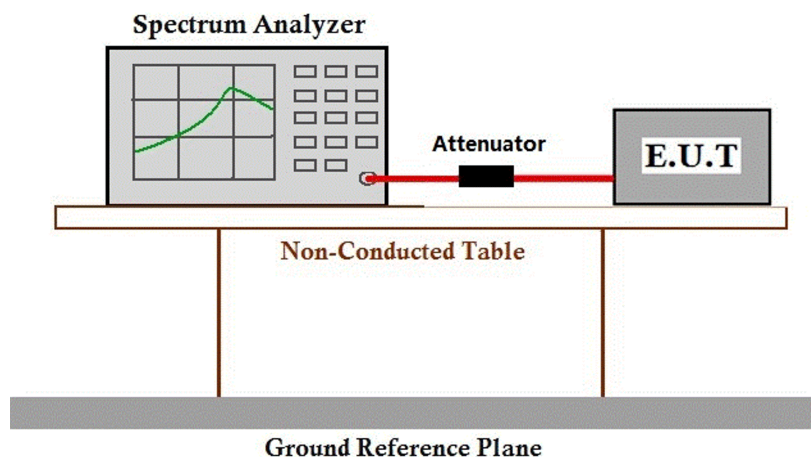 Spectrum Analyzer
Attenuator
E.U.T
Non-Conducted Table
Ground Reference Plane